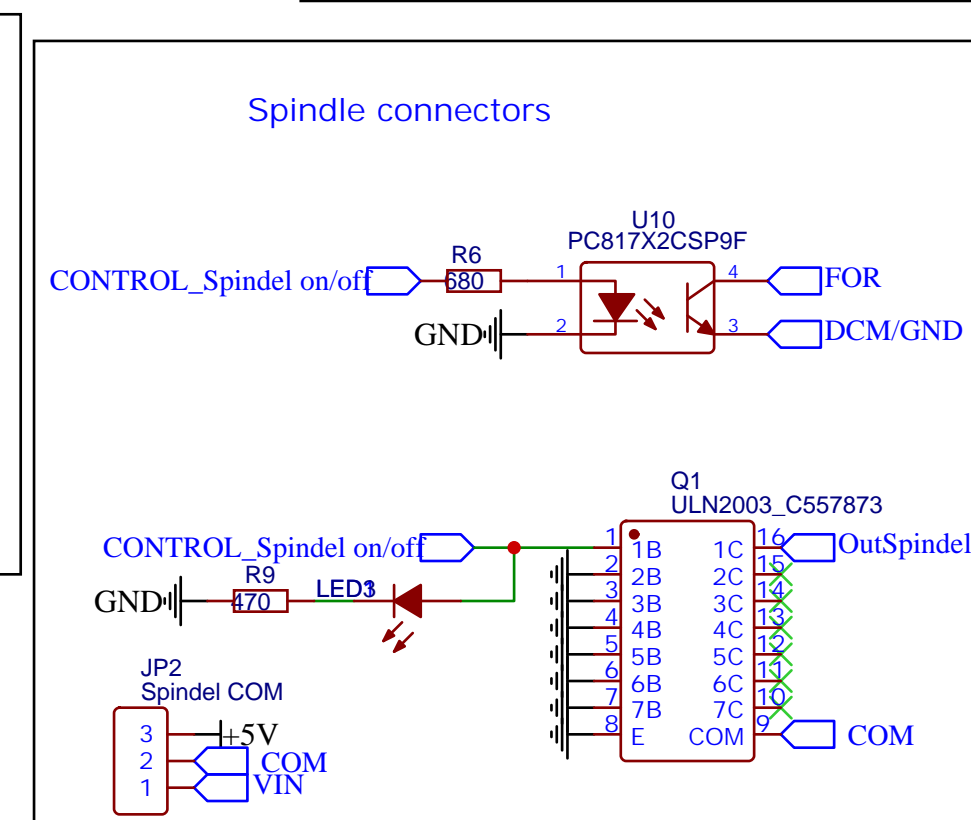 Spindle connectors
U10
PC817X2CSP9F
R6
CONTROL_Spindel on/off
680
1
4
FOR
GND
2
3
DCM/GND
Q1
ULN2003_C557873
CONTROL_Spindel on/off
1
1B
1C
16
OutSpindel
2
2B
2C
15
R9
GND
470
LED3
3
3B
3C
14
4
4B
4C
13
5
5B
5C
12
6
6B
6C
11
7
7B
7C
10
8
E
COM
9
COM
JP2
Spindel COM
3
+5V
2
COM
1
VIN